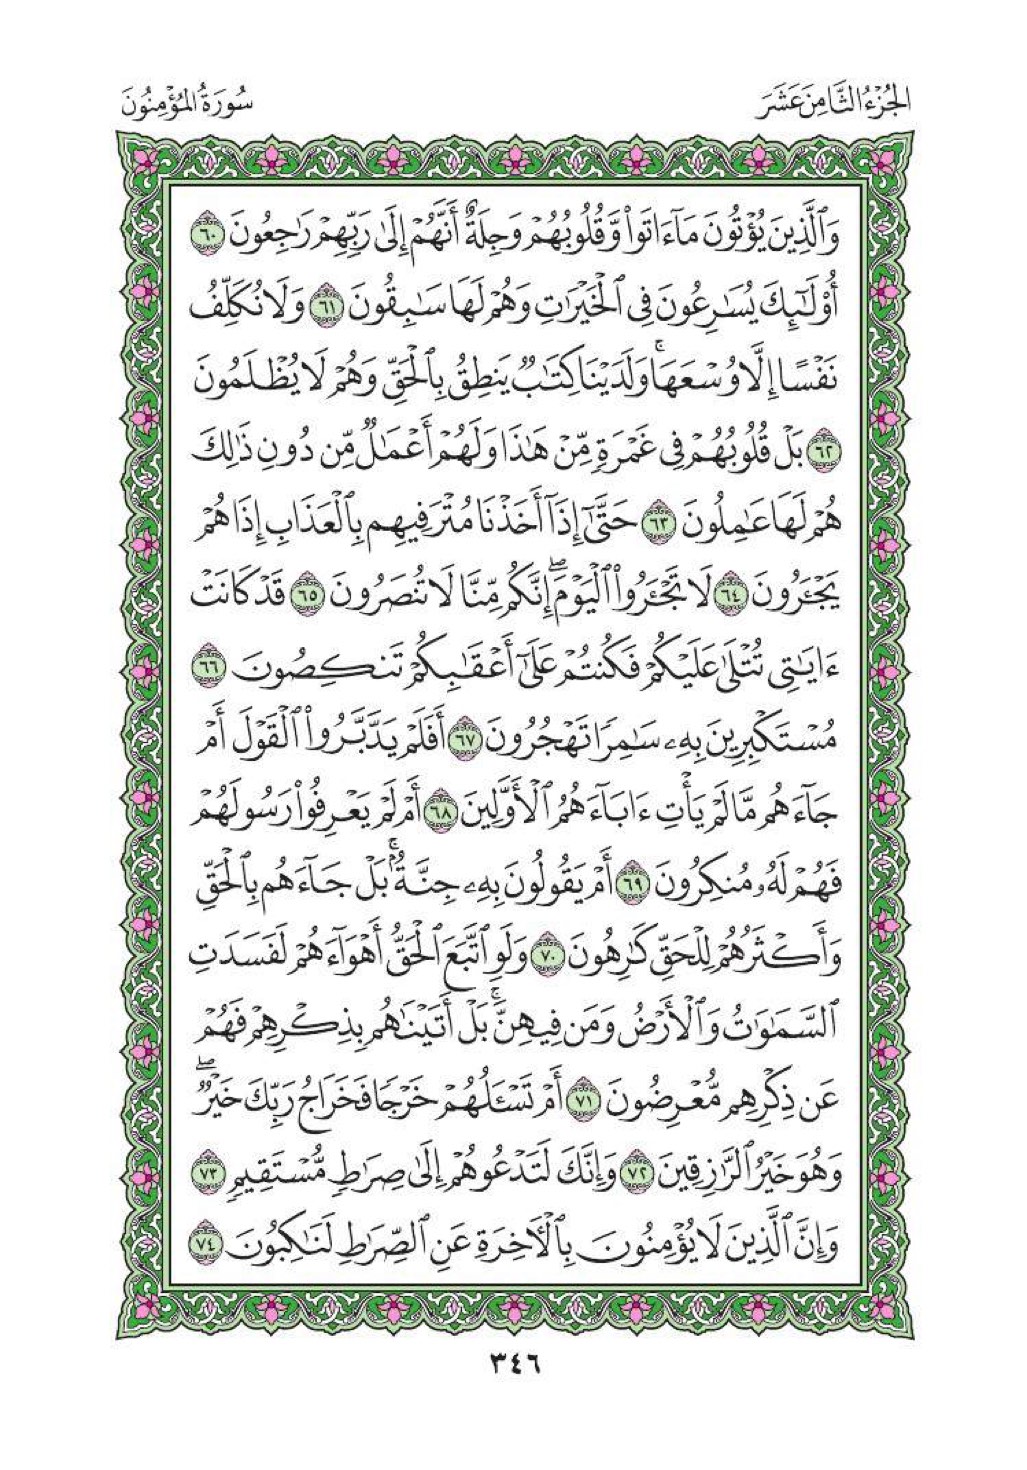 الجُزْءُ الثَّامِنَ عَشَرَ
سُورَةُ المُؤْمِنُونَ
وَٱلَّذِينَ يُؤْتُونَ مَآ ءَاتَوا۟ وَّقُلُوبُهُمْ وَجِلَةٌ أَنَّهُمْ إِلَىٰ رَبِّهِمْ رَٰجِعُونَ ٦٠
أُو۟لَـٰٓئِكَ يُسَـٰرِعُونَ فِى ٱلْخَيْرَٰتِ وَهُمْ لَهَا سَـٰبِقُونَ ٦١ وَلَا نُكَلِّفُ
نَفْسًا إِلَّا وُسْعَهَا ۚ وَلَدَيْنَا كِتَـٰبٌ يَنطِقُ بِٱلْحَقِّ وَهُمْ لَا يُظْلَمُونَ
٦٢ بَلْ قُلُوبُهُمْ فِى غَمْرَةٍ مِّنْ هَـٰذَا وَلَهُمْ أَعْمَـٰلٌ مِّن دُونِ ذَٰلِكَ
هُمْ لَهَا عَـٰمِلُونَ ٦٣ حَتَّىٰٓ إِذَآ أَخَذْنَا مُتْرَفِيهِم بِٱلْعَذَابِ إِذَا هُمْ
يَجْـَٔرُونَ ٦٤ لَا تَجْـَٔرُوا۟ ٱلْيَوْمَ ۖ إِنَّكُم مِّنَّا لَا تُنصَرُونَ ٦٥ قَدْ كَانَتْ
ءَايَـٰتِى تُتْلَىٰ عَلَيْكُمْ فَكُنتُمْ عَلَىٰٓ أَعْقَـٰبِكُمْ تَنكِصُونَ ٦٦
مُسْتَكْبِرِينَ بِهِۦ سَـٰمِرًا تَهْجُرُونَ ٦٧ أَفَلَمْ يَدَّبَّرُوا۟ ٱلْقَوْلَ أَمْ
جَآءَهُم مَّا لَمْ يَأْتِ ءَابَآءَهُمُ ٱلْأَوَّلِينَ ٦٨ أَمْ لَمْ يَعْرِفُوا۟ رَسُولَهُمْ
فَهُمْ لَهُۥ مُنكِرُونَ ٦٩ أَمْ يَقُولُونَ بِهِۦ جِنَّةٌۢ ۚ بَلْ جَآءَهُم بِٱلْحَقِّ
وَأَكْثَرُهُمْ لِلْحَقِّ كَـٰرِهُونَ ٧٠ وَلَوِ ٱتَّبَعَ ٱلْحَقُّ أَهْوَآءَهُمْ لَفَسَدَتِ
ٱلسَّمَـٰوَٰتُ وَٱلْأَرْضُ وَمَن فِيهِنَّ ۚ بَلْ أَتَيْنَـٰهُم بِذِكْرِهِمْ فَهُمْ
عَن ذِكْرِهِم مُّعْرِضُونَ ٧١ أَمْ تَسْـَٔلُهُمْ خَرْجًا فَخَرَاجُ رَبِّكَ خَيْرٌ ۖ
وَهُوَ خَيْرُ ٱلرَّٰزِقِينَ ٧٢ وَإِنَّكَ لَتَدْعُوهُمْ إِلَىٰ صِرَٰطٍ مُّسْتَقِيمٍ ٧٣
وَإِنَّ ٱلَّذِينَ لَا يُؤْمِنُونَ بِٱلْـَٔاخِرَةِ عَنِ ٱلصِّرَٰطِ لَنَـٰكِبُونَ ٧٤
٣٤٦